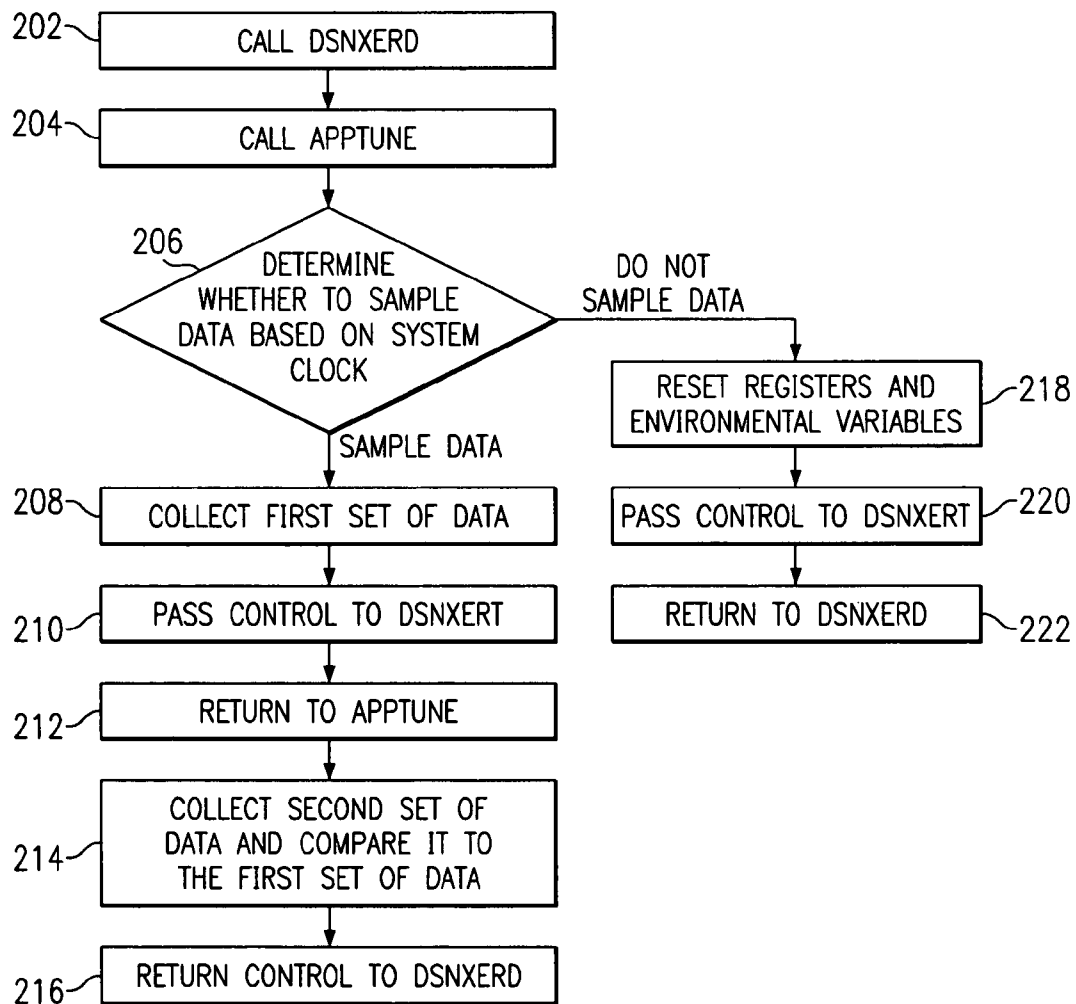 202
CALL DSNXERD
204
CALL APPTUNE
206
DETERMINE
WHETHER TO SAMPLE
DATA BASED ON SYSTEM
CLOCK
DO NOT
SAMPLE DATA
SAMPLE DATA
RESET REGISTERS AND
ENVIRONMENTAL VARIABLES
218
208
COLLECT FIRST SET OF DATA
PASS CONTROL TO DSNXERT
220
210
PASS CONTROL TO DSNXERT
RETURN TO DSNXERD
222
212
RETURN TO APPTUNE
214
COLLECT SECOND SET OF
DATA AND COMPARE IT TO
THE FIRST SET OF DATA
216
RETURN CONTROL TO DSNXERD